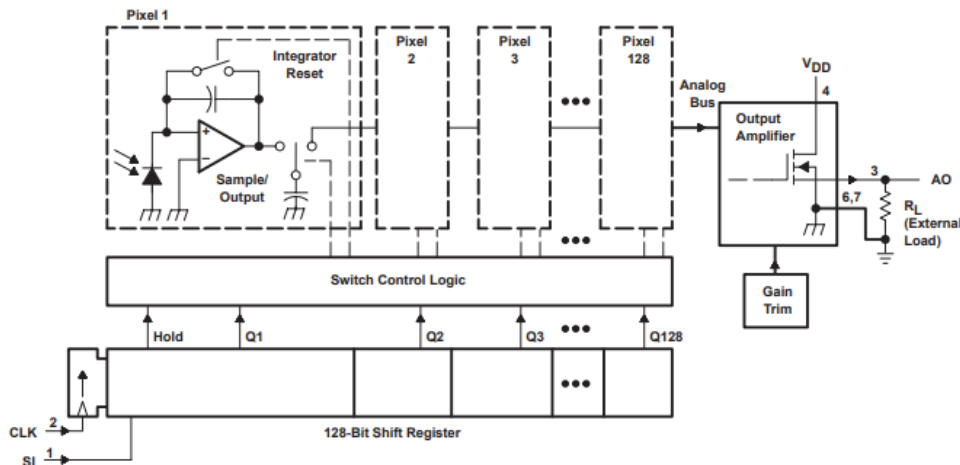 Pixel 1
Integrator
Reset
+
−
Sample/
Output
Pixel
2
Pixel
3
•••
Pixel
128
Analog
Bus
VDD
4
Output
Amplifier
3
AO
6,7
RL
(External
Load)
•••
Switch Control Logic
Gain
Trim
Hold
Q1
Q2
Q3
•••
Q128
•••
CLK
2
128-Bit Shift Register
SI
1